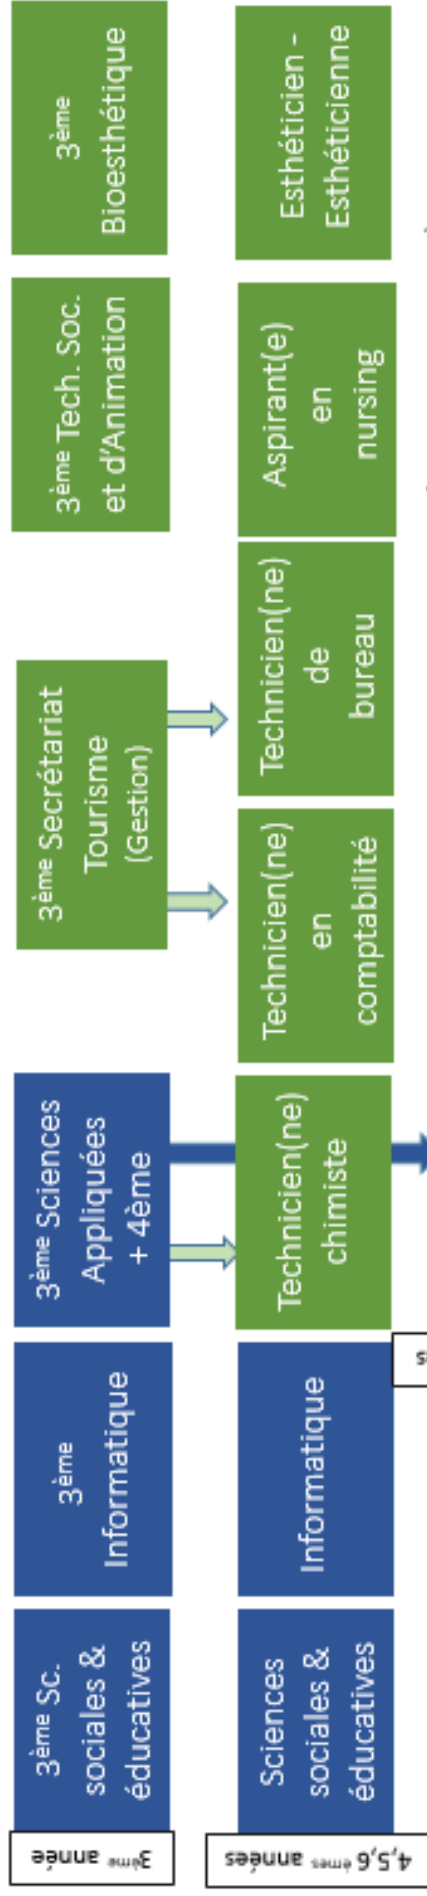 3ème année
3ème Sc.
sociales &
éducatives
3ème
Informatique
3ème Sciences
Appliquées
+ 4ème
3ème Secrétariat
Tourisme
(Gestion)
3ème Tech. Soc.
et d'Animation
3ème
Bioesthétique
4,5,6 èmes années
Sciences
sociales &
éducatives
Informatique
Technicien(ne)
chimiste
Technicien(ne)
en
comptabilité
Technicien(ne)
de
bureau
Aspirant(e)
en
nursing
Esthéticien -
Esthéticienne